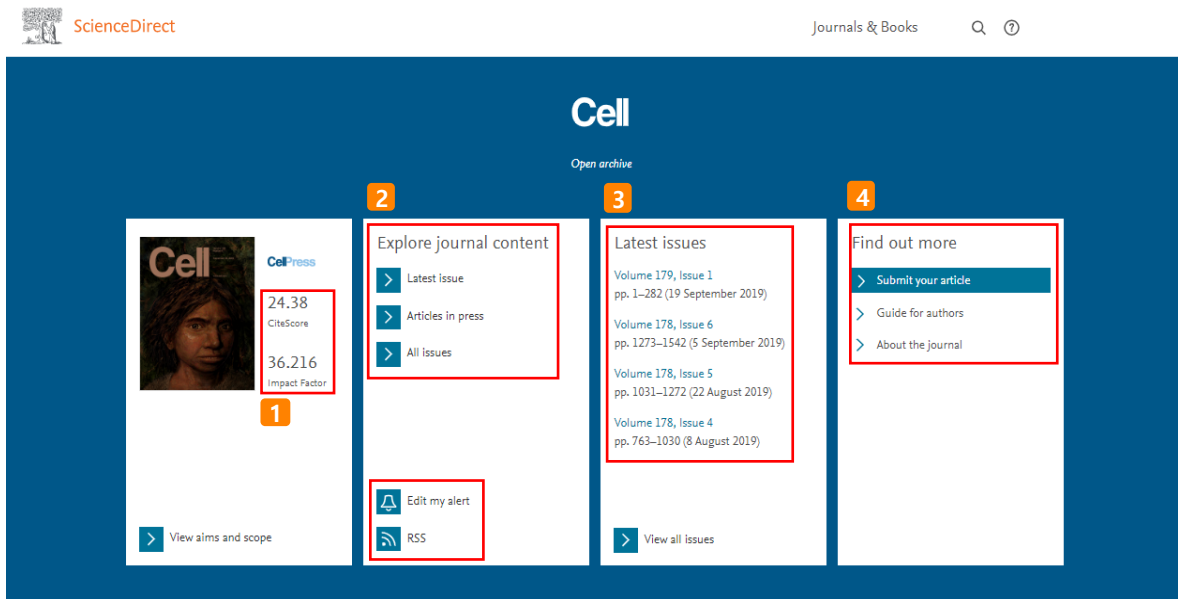 ScienceDirect
Journals & Books
?
Cell
Open archive
2
3
4
Cell
CellPress
24.38
CiteScore
36.216
Impact Factor
1
View aims and scope
Explore journal content
Latest issue
Articles in press
All issues
Edit my alert
RSS
Latest issues
Volume 179, Issue 1
pp. 1–282 (19 September 2019)
Volume 178, Issue 6
pp. 1273–1542 (5 September 2019)
Volume 178, Issue 5
pp. 1031–1272 (22 August 2019)
Volume 178, Issue 4
pp. 763–1030 (8 August 2019)
View all issues
Find out more
Submit your article
Guide for authors
About the journal